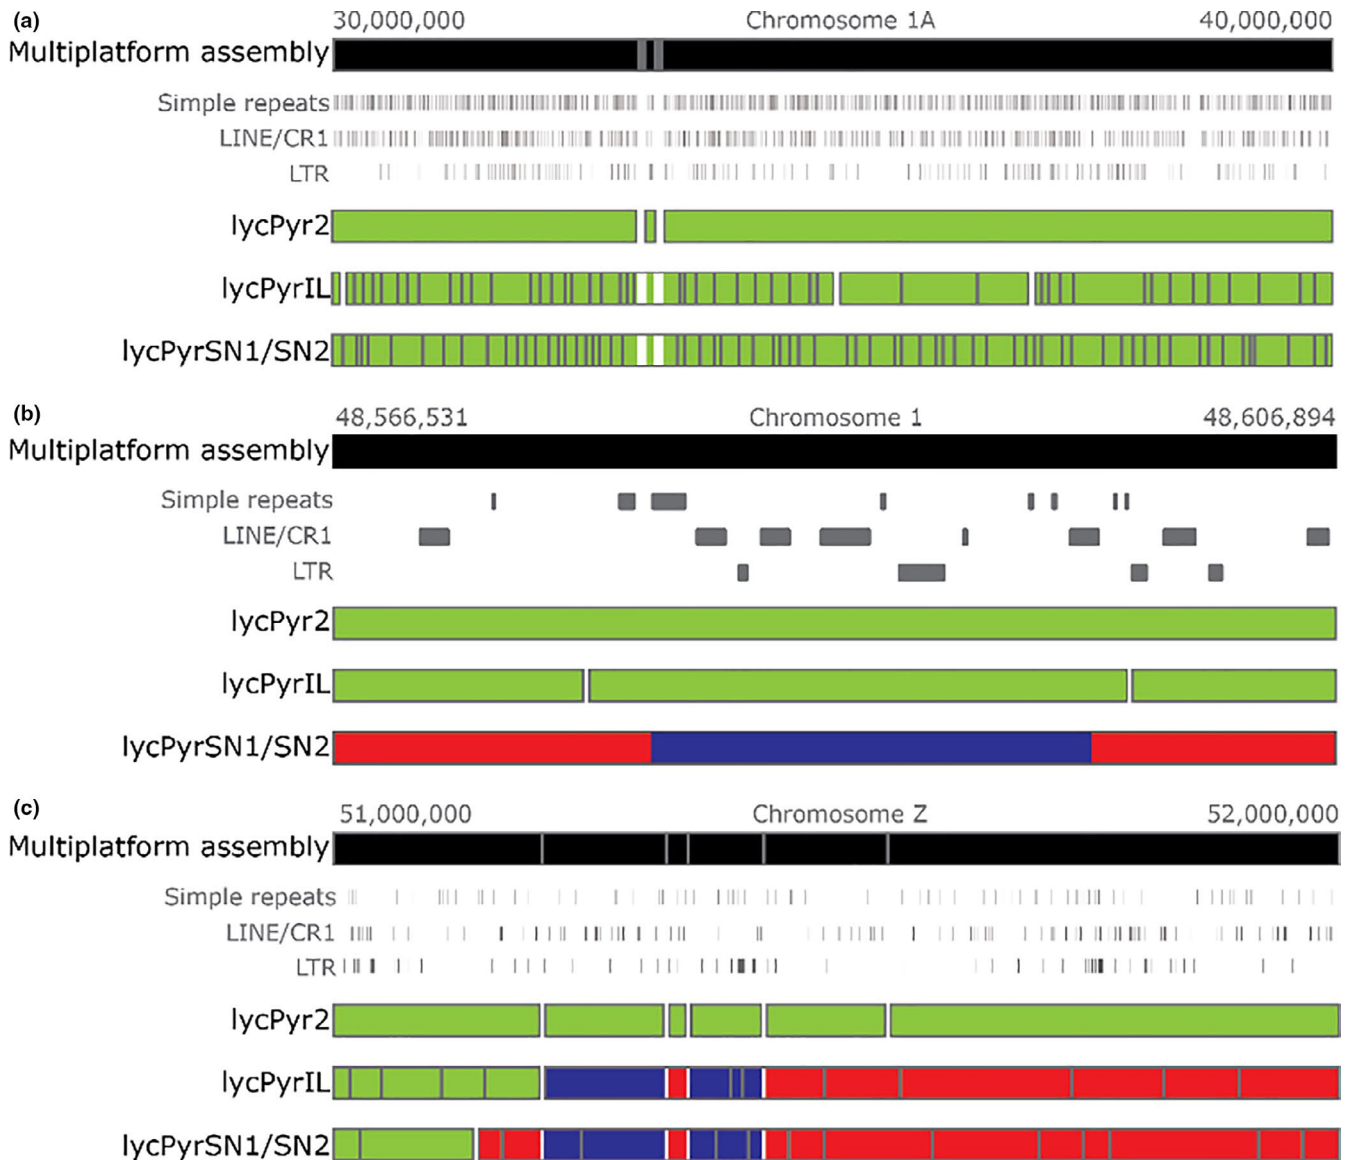 (a)
30,000,000 Chromosome 1A 40,000,000
Multiplatform assembly
Simple repeats
LINE/CR1
LTR
lycPyr2
lycPyrIL
lycPyrSN1/SN2
(b)
48,566,531 Chromosome 1 48,606,894
Multiplatform assembly
Simple repeats
LINE/CR1
LTR
lycPyr2
lycPyrIL
lycPyrSN1/SN2
(c)
51,000,000 Chromosome Z 52,000,000
Multiplatform assembly
Simple repeats
LINE/CR1
LTR
lycPyr2
lycPyrIL
lycPyrSN1/SN2